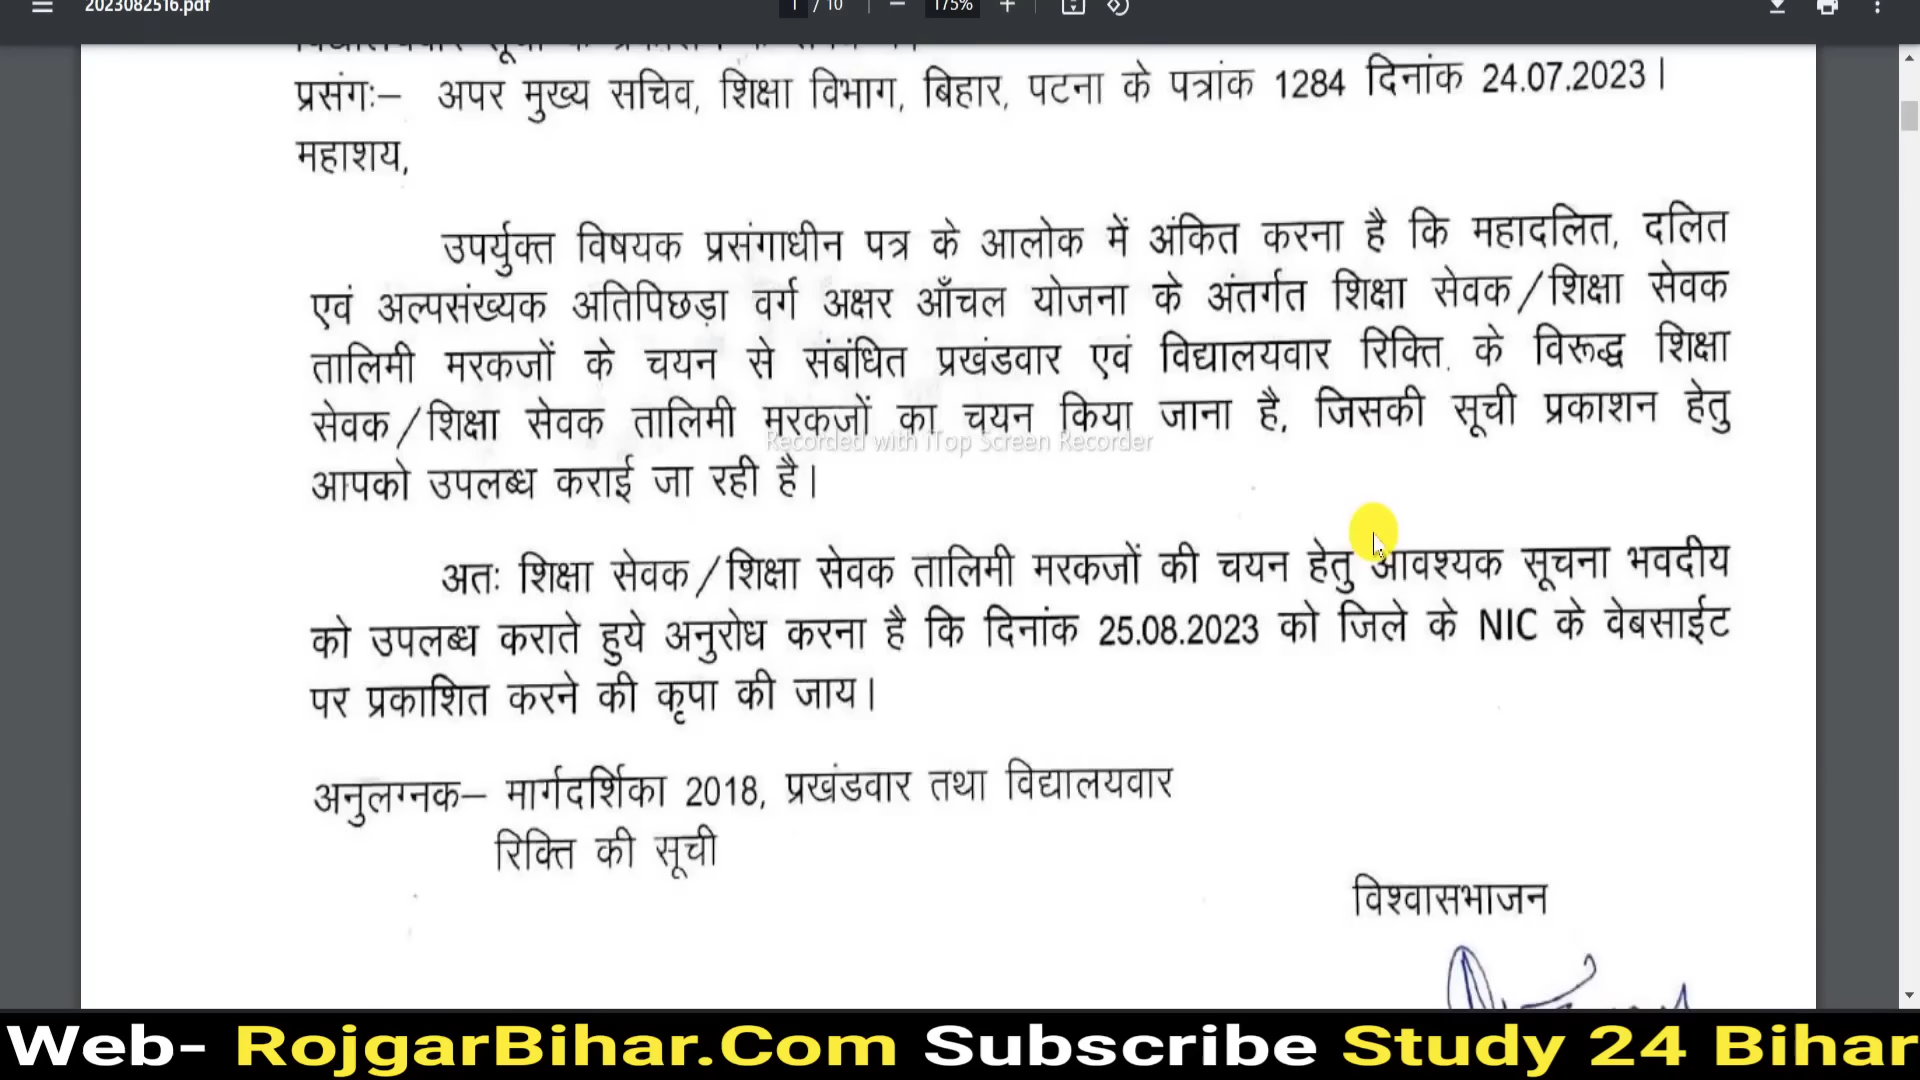 2023082516.pdf
1 / 10
175%
प्रसंगः– अपर मुख्य सचिव, शिक्षा विभाग, बिहार, पटना के पत्रांक 1284 दिनांक 24.07.2023।
महाशय,
उपर्युक्त विषयक प्रसंगाधीन पत्र के आलोक में अंकित करना है कि महादलित, दलित
एवं अल्पसंख्यक अतिपिछड़ा वर्ग अक्षर आँचल योजना के अंतर्गत शिक्षा सेवक/शिक्षा सेवक
तालिमी मरकजों के चयन से संबंधित प्रखंडवार एवं विद्यालयवार रिक्ति के विरूद्ध शिक्षा
सेवक/शिक्षा सेवक तालिमी मरकजों का चयन किया जाना है, जिसकी सूची प्रकाशन हेतु
Recorded with iTop Screen Recorder
आपको उपलब्ध कराई जा रही है।
अतः शिक्षा सेवक/शिक्षा सेवक तालिमी मरकजों की चयन हेतु आवश्यक सूचना भवदीय
को उपलब्ध कराते हुये अनुरोध करना है कि दिनांक 25.08.2023 को जिले के NIC के वेबसाईट
पर प्रकाशित करने की कृपा की जाय।
अनुलग्नक– मार्गदर्शिका 2018, प्रखंडवार तथा विद्यालयवार
रिक्ति की सूची
विश्वासभाजन
Web- RojgarBihar.Com Subscribe Study 24 Bihar